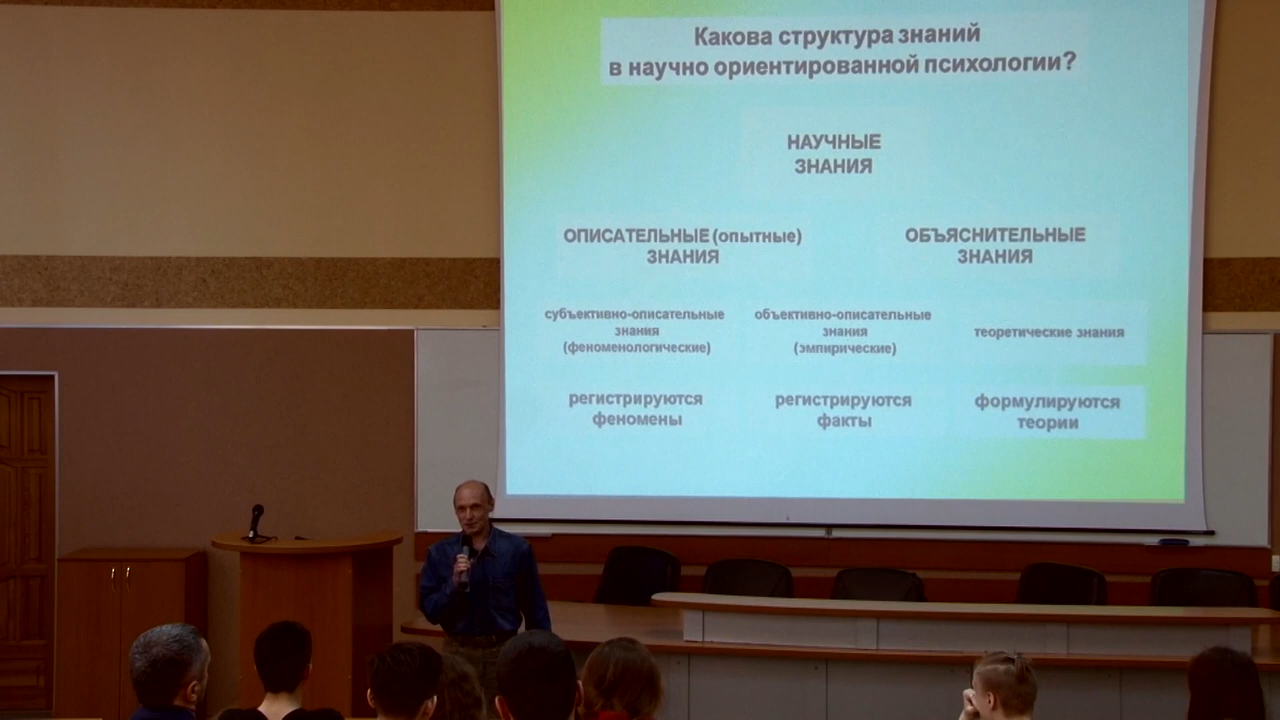 Какова структура знаний
в научно ориентированной психологии?
НАУЧНЫЕ
ЗНАНИЯ
ОПИСАТЕЛЬНЫЕ (опытные)
ЗНАНИЯ
ОБЪЯСНИТЕЛЬНЫЕ
ЗНАНИЯ
субъективно-описательные
знания
(феноменологические)
объективно-описательные
знания
(эмпирические)
теоретические знания
регистрируются
феномены
регистрируются
факты
формулируются
теории